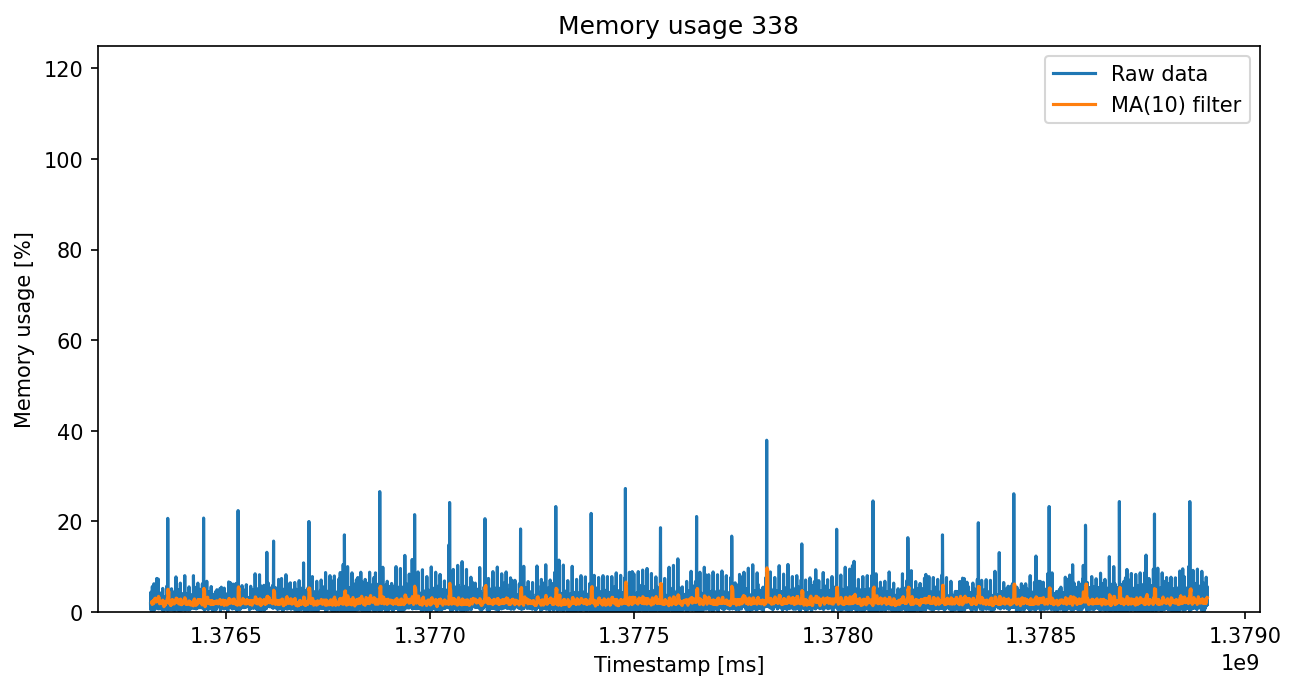 Memory usage 338
Raw data
MA(10) filter
Memory usage [%]
120
100
80
60
40
20
0
1.3765 1.3770 1.3775 1.3780 1.3785 1.3790
1e9
Timestamp [ms]